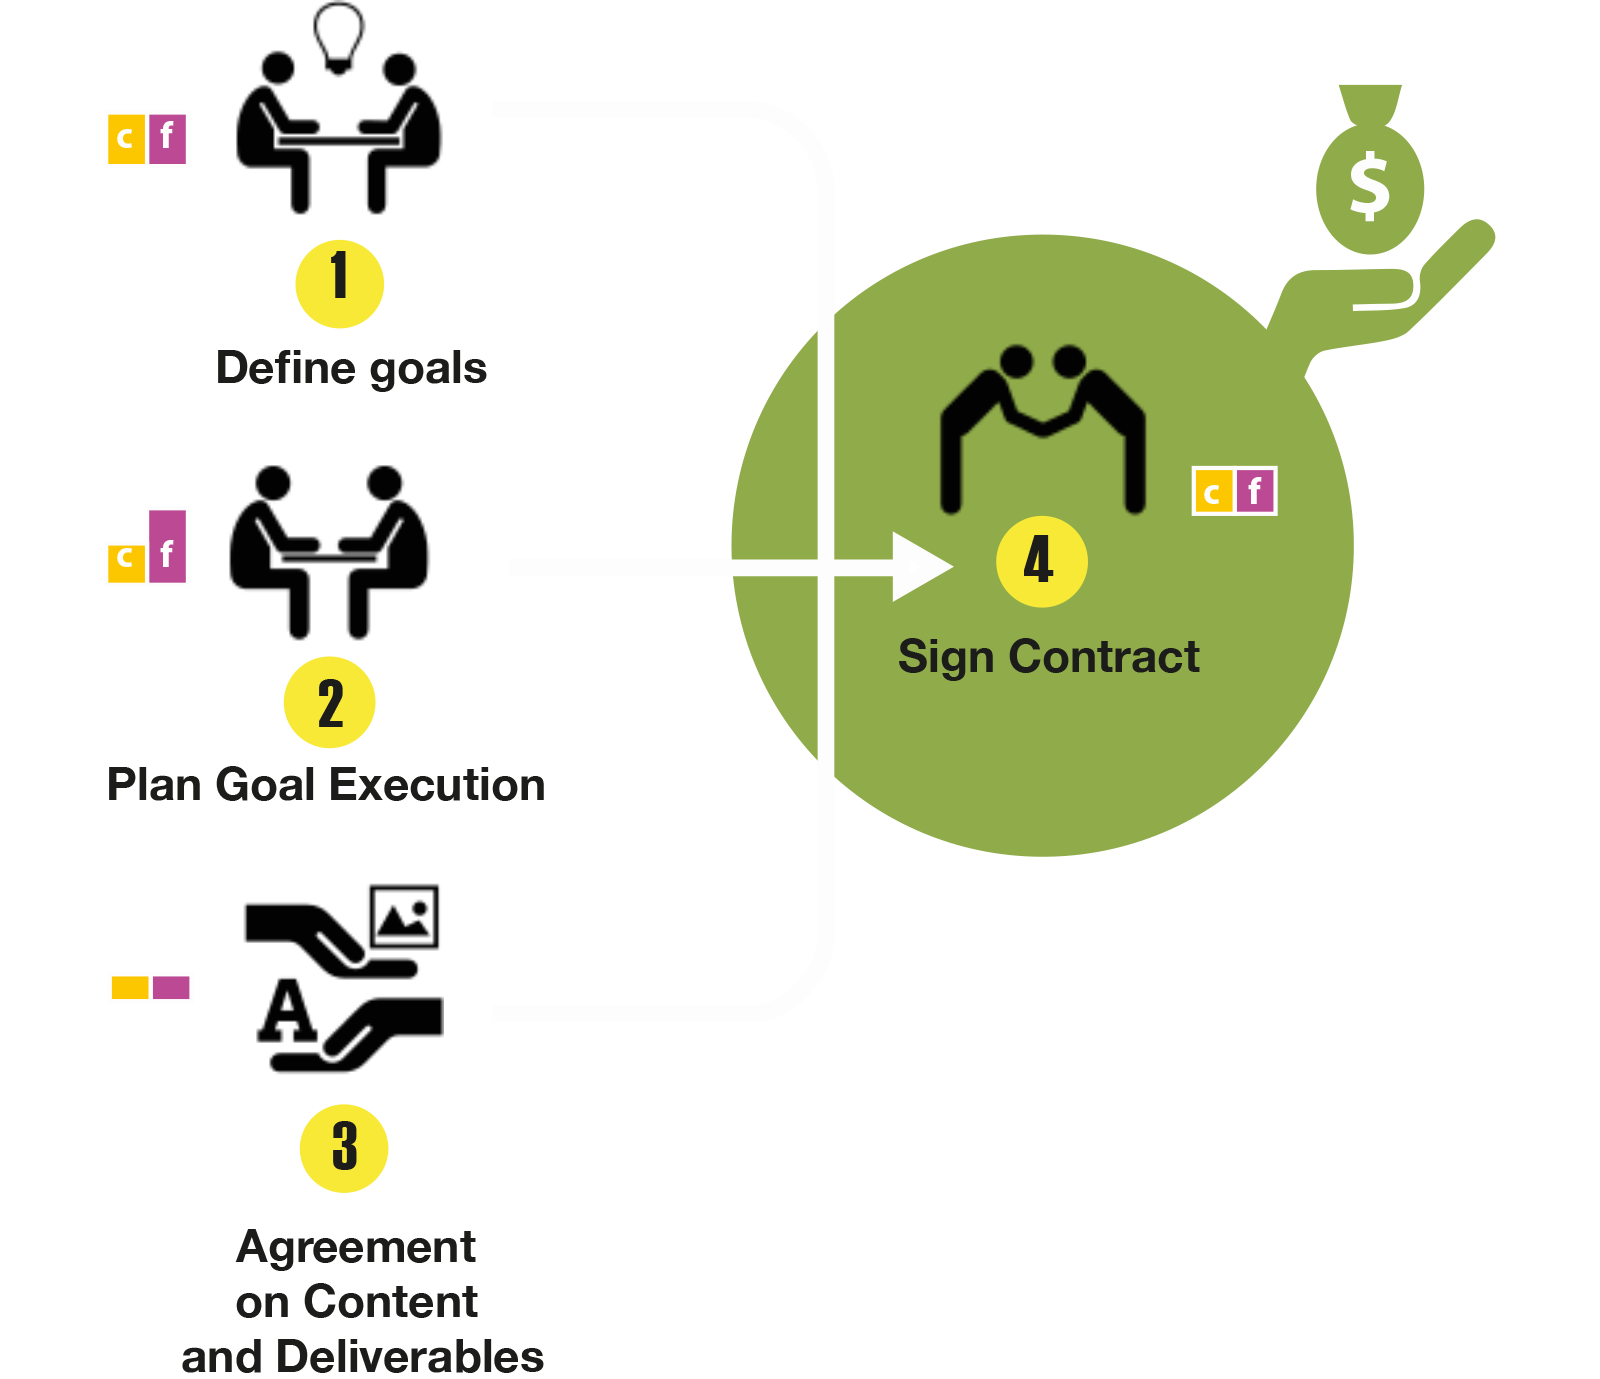 c f
1
Define goals
c f
2
Plan Goal Execution
A
3
Agreement
on Content
and Deliverables
$
c f
4
Sign Contract